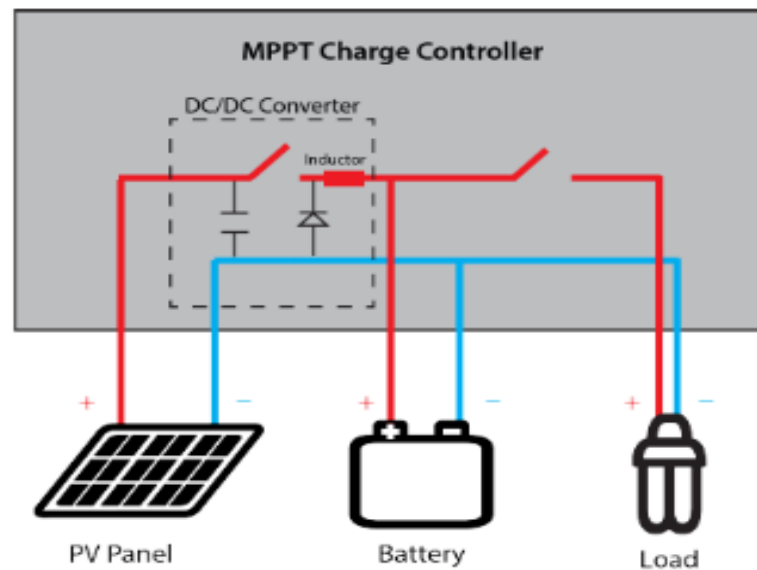 MPPT Charge Controller
DC/DC Converter
Inductor
+ − + − + −
PV Panel Battery Load